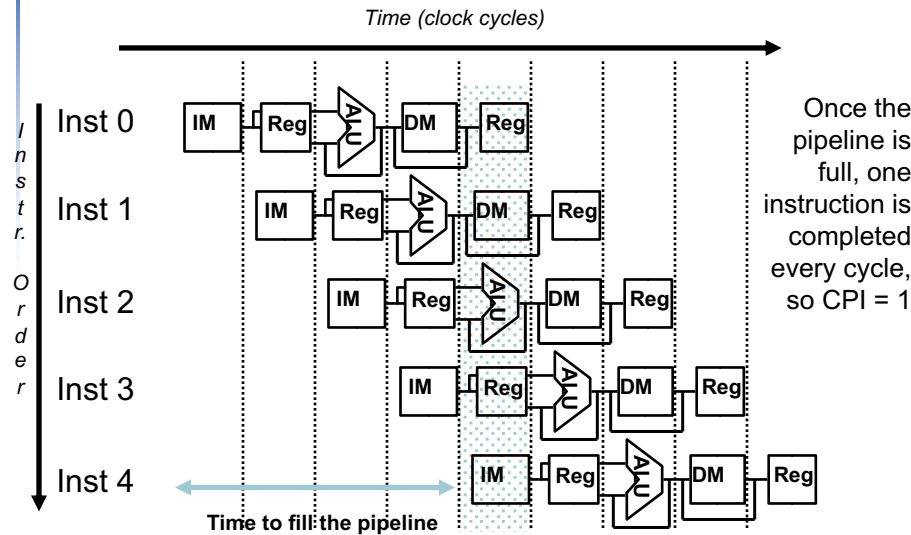 Time (clock cycles)
Instr. Order
Inst 0
IM Reg ALU DM Reg
Inst 1
IM Reg ALU DM Reg
Inst 2
IM Reg ALU DM Reg
Inst 3
IM Reg ALU DM Reg
Inst 4
IM Reg ALU DM Reg
Time to fill the pipeline
Once the
pipeline is
full, one
instruction is
completed
every cycle,
so CPI = 1